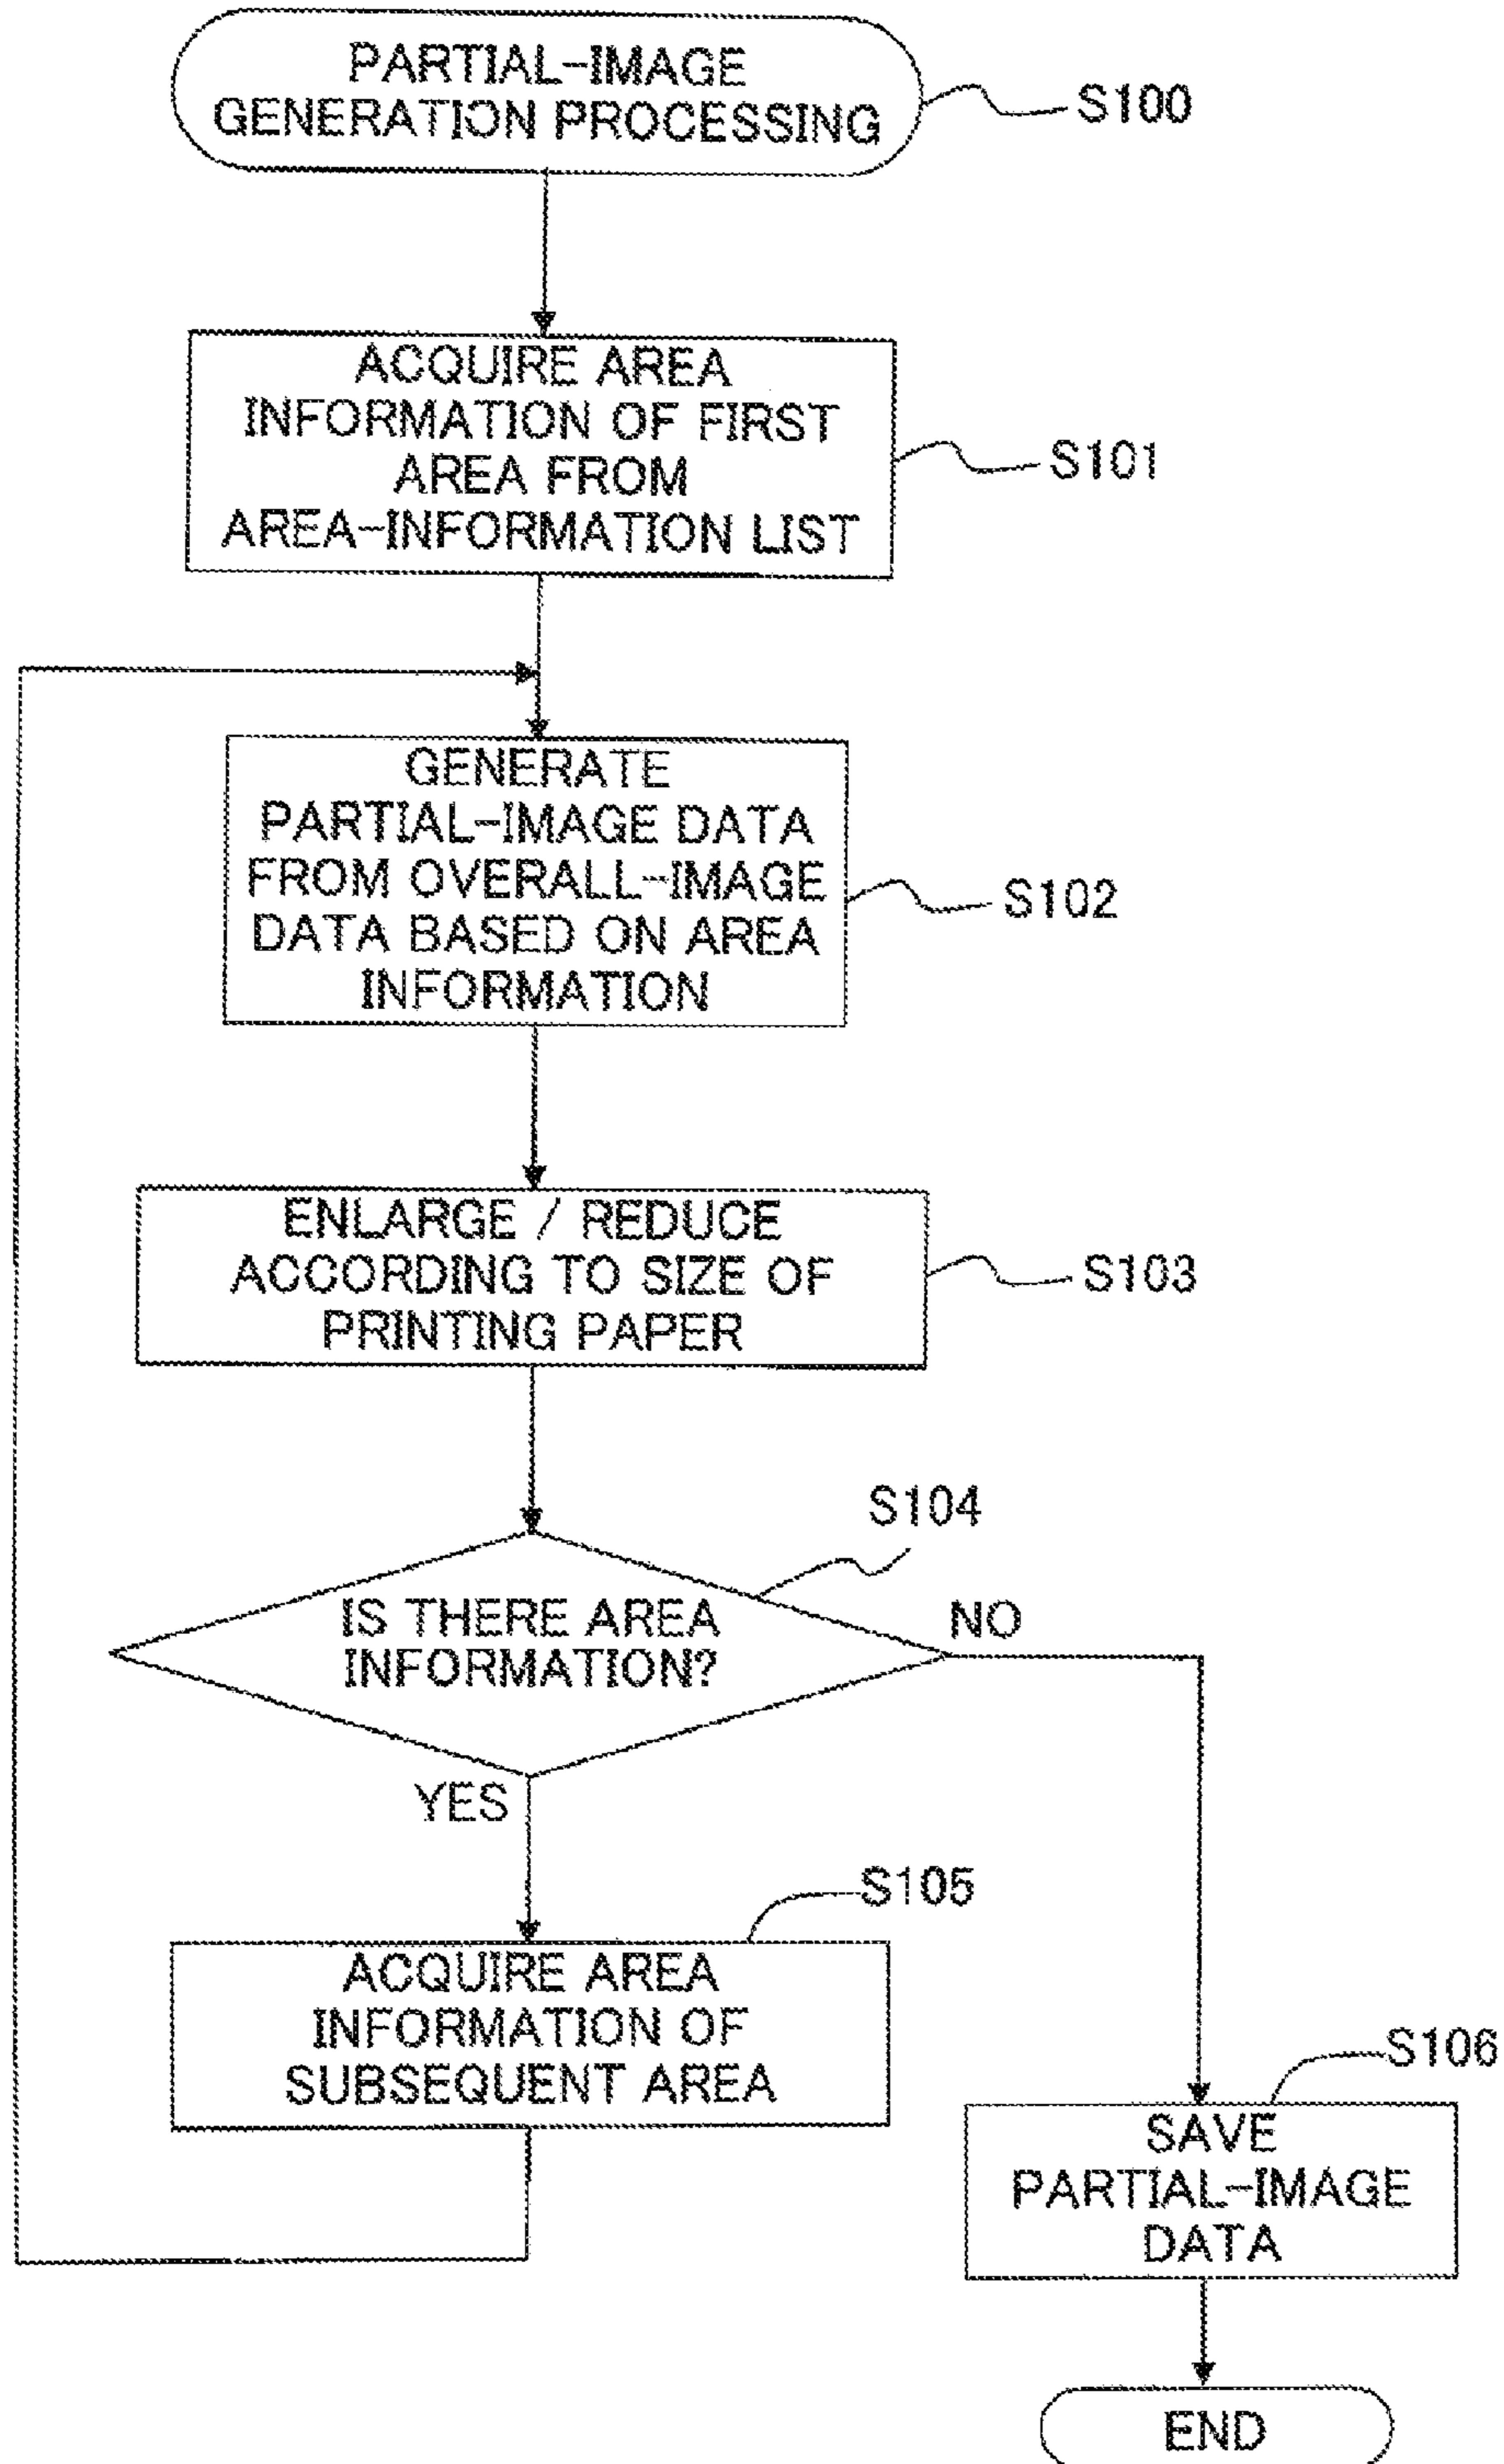 PARTIAL-IMAGE
GENERATION PROCESSING
S100
ACQUIRE AREA
INFORMATION OF FIRST
AREA FROM
AREA-INFORMATION LIST
S101
GENERATE
PARTIAL-IMAGE DATA
FROM OVERALL-IMAGE
DATA BASED ON AREA
INFORMATION
S102
ENLARGE / REDUCE
ACCORDING TO SIZE OF
PRINTING PAPER
S103
S104
IS THERE AREA
INFORMATION?
NO
YES
S105
ACQUIRE AREA
INFORMATION OF
SUBSEQUENT AREA
S106
SAVE
PARTIAL-IMAGE
DATA
END